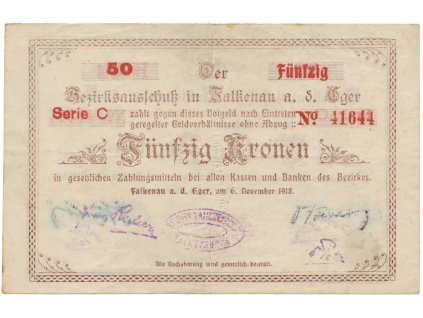 50 Der Fünfzig
Bezirksausschuß in Falkenau a. d. Eger
Serie C zahlt gegen dieses Notgeld nach Eintreten
geregelter Geldverhältnisse ohne Abzug : № 41644
Fünfzig Kronen
in gesetzlichen Zahlungsmitteln bei allen Kassen und Banken des Bezirkes.
Falkenau a. d. Eger, am 6. November 1918.
Die Nachahmung wird gesetzlich bestraft.